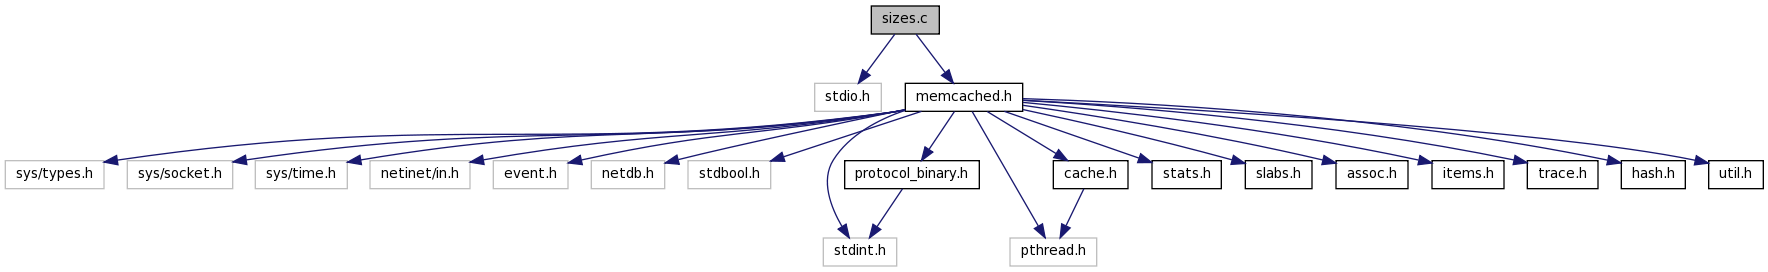 sizes.c
stdio.h
memcached.h
sys/types.h
sys/socket.h
sys/time.h
netinet/in.h
event.h
netdb.h
stdbool.h
protocol_binary.h
cache.h
stats.h
slabs.h
assoc.h
items.h
trace.h
hash.h
util.h
stdint.h
pthread.h